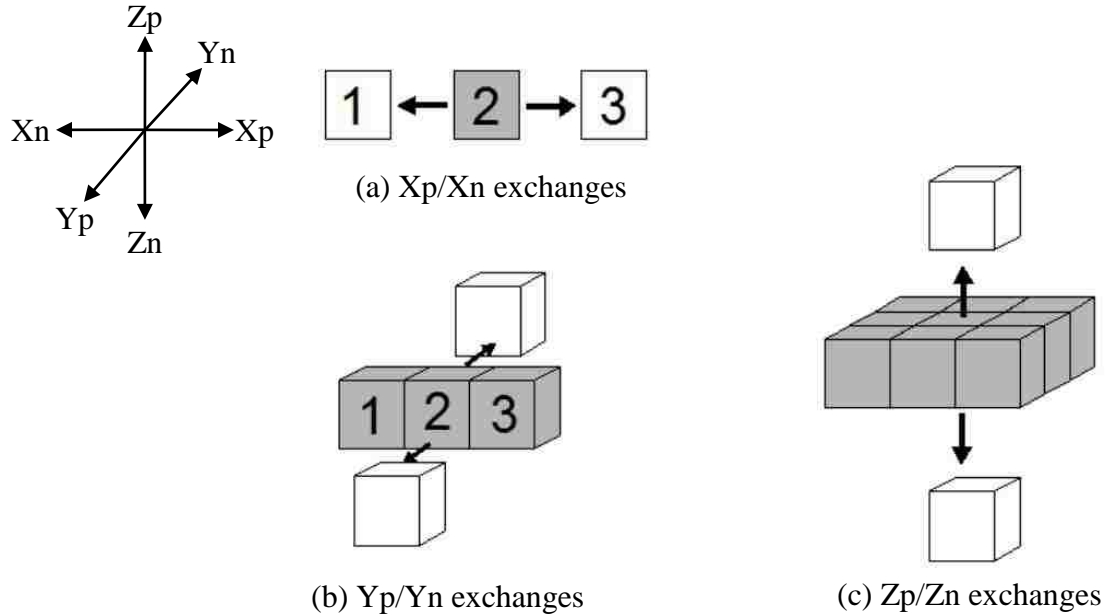 Zp
Yn
Xn
Xp
Yp
Zn
1 2 3
(a) Xp/Xn exchanges
1 2 3
(b) Yp/Yn exchanges
(c) Zp/Zn exchanges